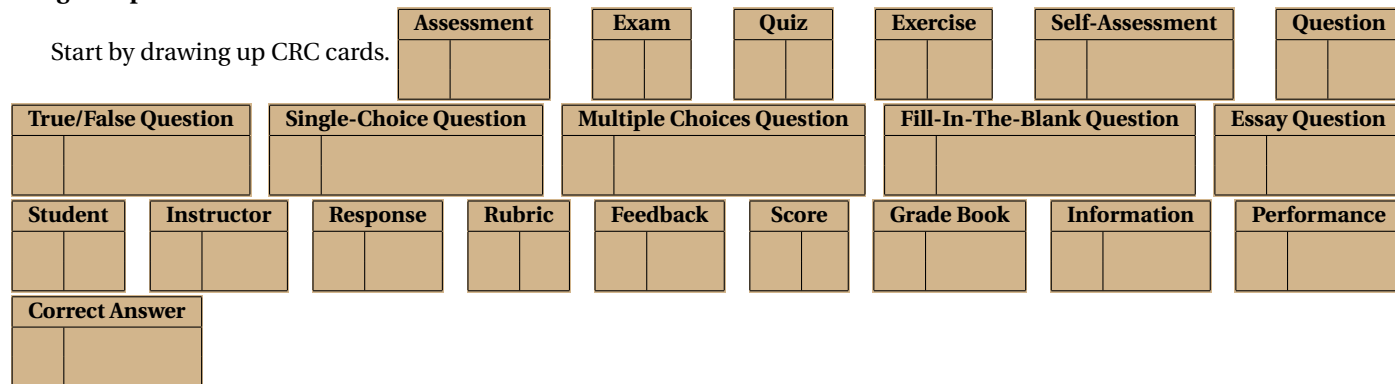 Start by drawing up CRC cards. Assessment Exam Quiz Exercise Self-Assessment Question
True/False Question Single-Choice Question Multiple Choices Question Fill-In-The-Blank Question Essay Question
Student Instructor Response Rubric Feedback Score Grade Book Information Performance
Correct Answer